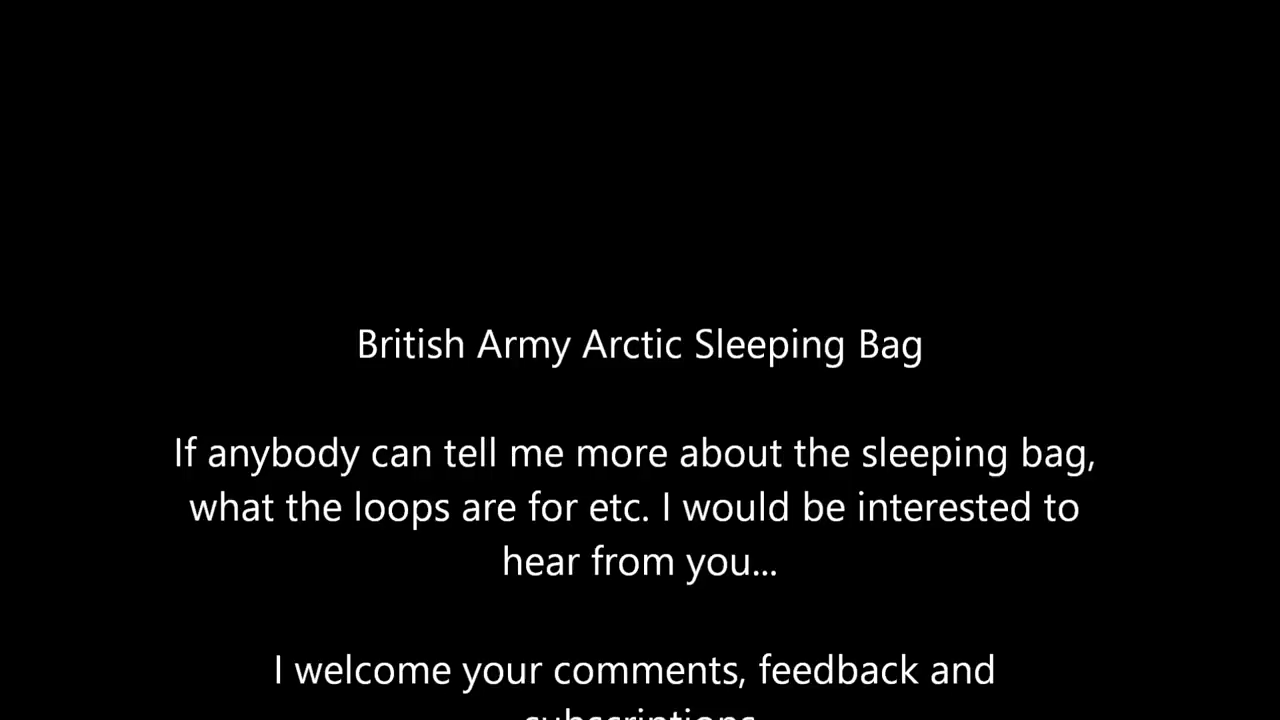 British Army Arctic Sleeping Bag
If anybody can tell me more about the sleeping bag,
what the loops are for etc. I would be interested to
hear from you...
I welcome your comments, feedback and
subscriptions